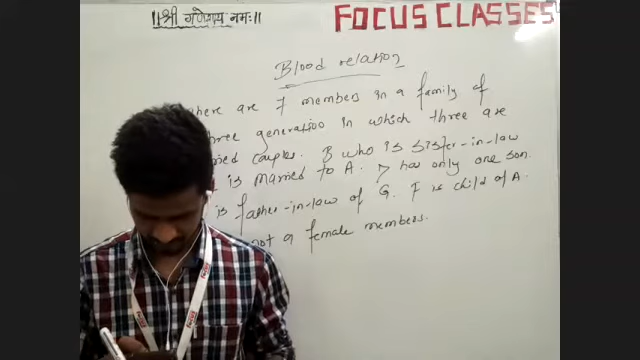 ॥श्री गणेशाय नमः॥
FOCUS CLASSES
Blood relation
here are 7 members in a family of
hree generation in which three are
ried couples. B who is sister-in-law
is married to A. D has only one son.
is father-in-law of G. F is child of A.
not a female members.